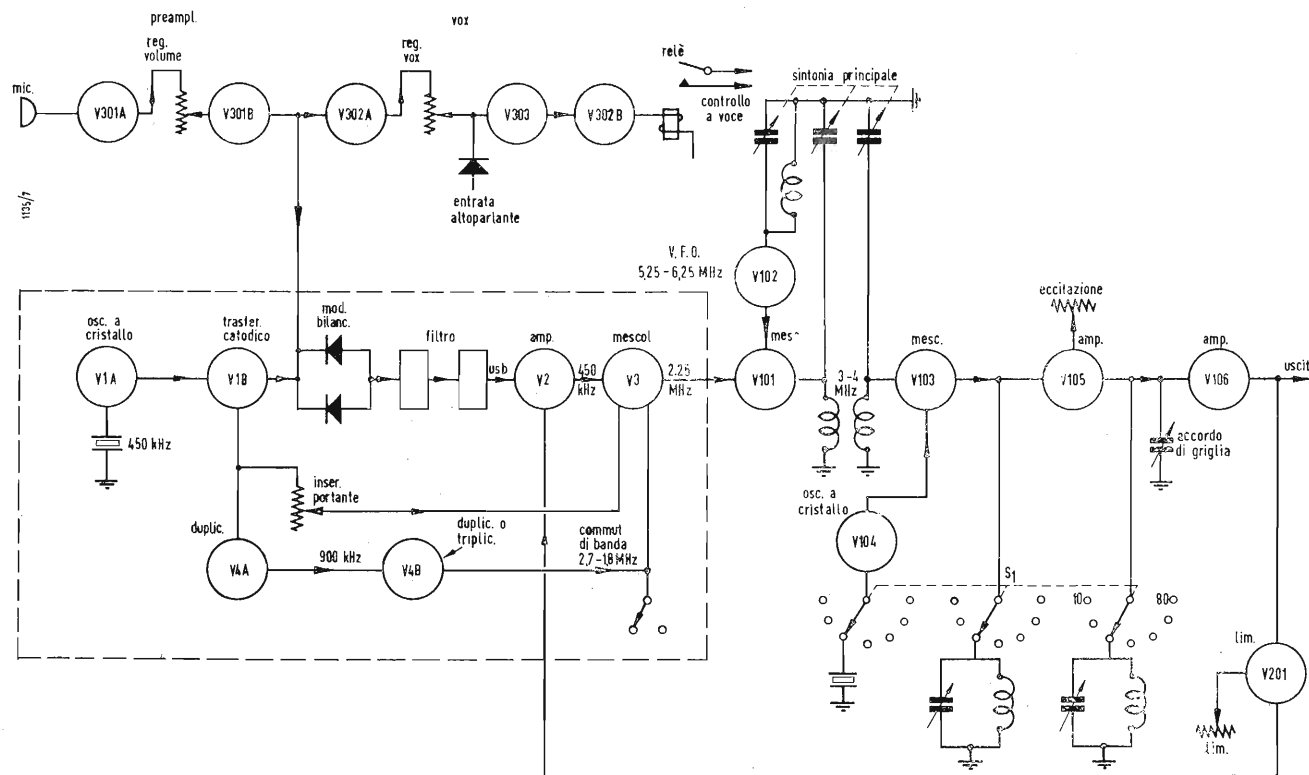 preampl.
vox
reg.
volume
reg.
vox
relè
sintonia principale
mic.
V301A
V301B
V302A
V303
V302B
controllo
a voce
1135/7
entrata
altoparlante
V. F. O.
5,25-6,25 MHz
V102
eccitazione
osc. a
cristallo
trasfer.
catodico
mod.
bilanc.
filtro
amp.
mescol
mesc
mesc.
amp.
amp.
V1A
V1B
usb
V2
450
kHz
V3
2.25
MHz
V101
3-4
MHz
V103
V105
V106
uscit
450 kHz
accordo
di griglia
inser.
portante
osc. a
cristallo
duplic.
duplic. o
triplic.
commut
di banda
2,7-1,8 MHz
V104
V4A
900 kHz
V4B
S1
10
80
lim.
V201
lim.